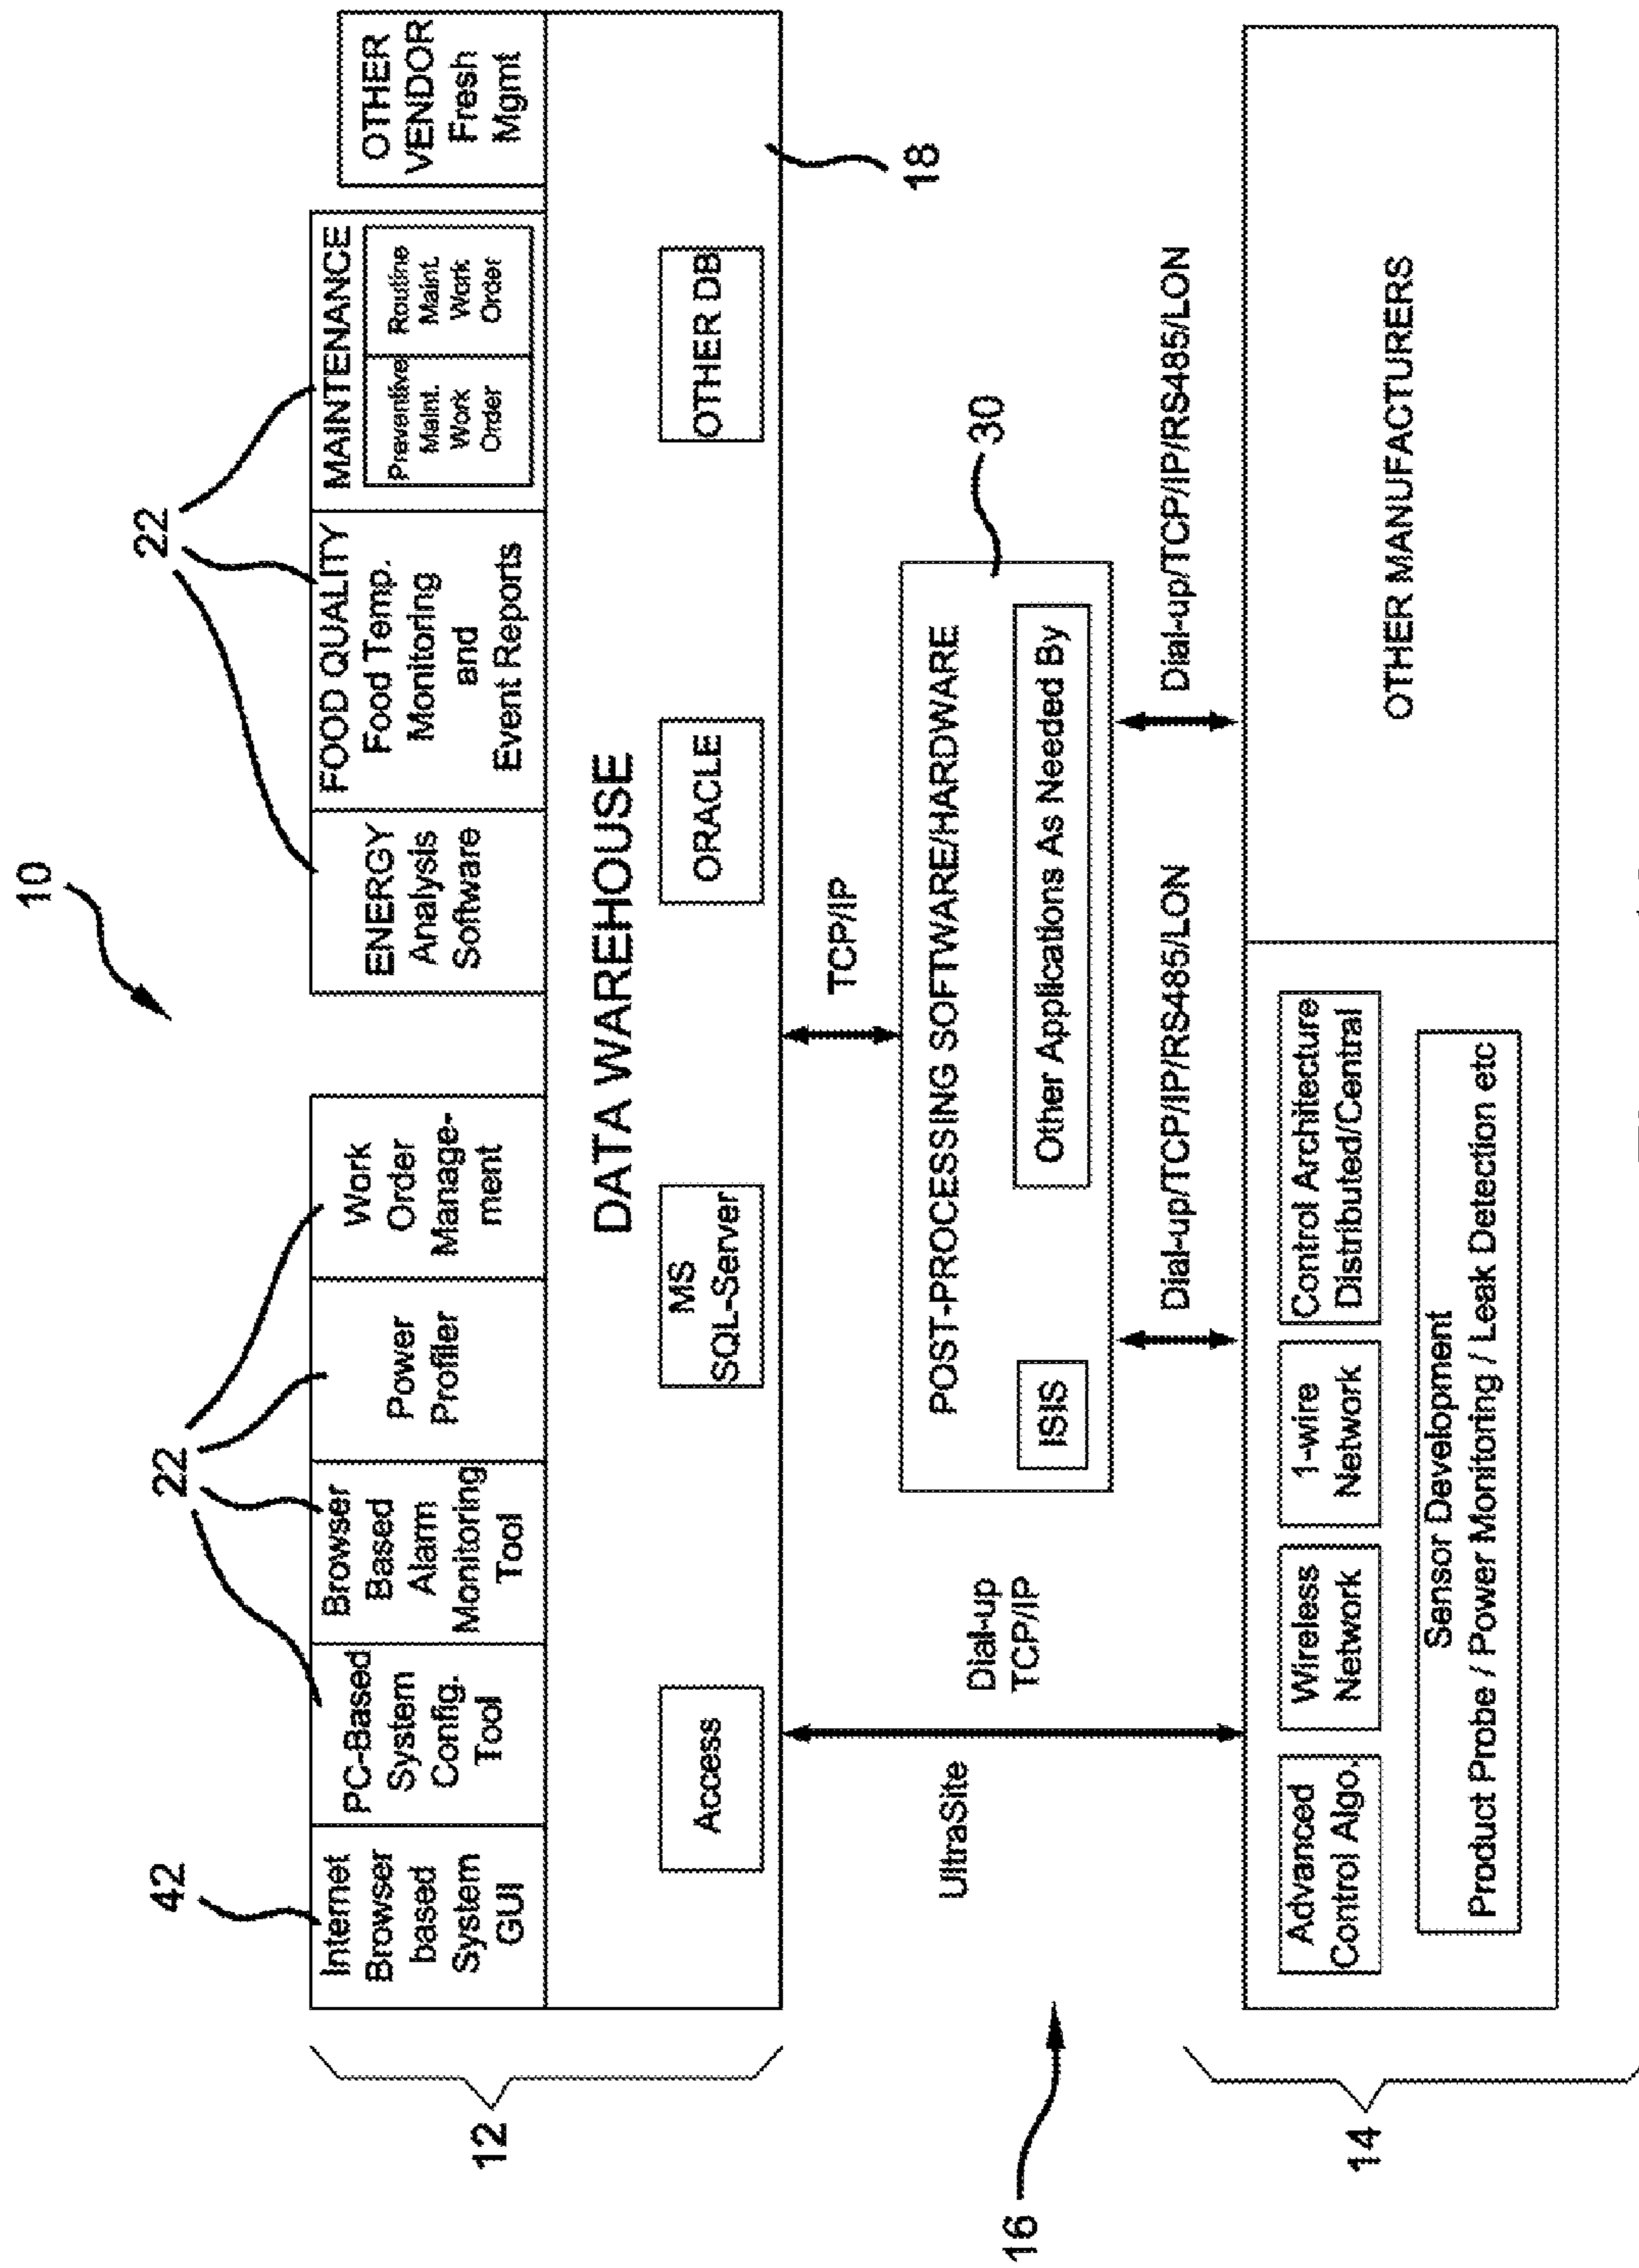 10
42
22
22
Internet
Browser
based
System
GUI
PC-Based
System
Config.
Tool
Browser
Based
Alarm
Monitoring
Tool
Power
Profiler
Work
Order
Manage-
ment
ENERGY
Analysis
Software
FOOD QUALITY
Food Temp.
Monitoring
and
Event Reports
MAINTENANCE
Preventive
Maint.
Work
Order
Routine
Maint.
Work
Order
OTHER
VENDOR
Fresh
Mgmt
12
DATA WAREHOUSE
Access
MS
SQL-Server
ORACLE
OTHER DB
18
UltraSite
Dial-up
TCP/IP
TCP/IP
16
POST-PROCESSING SOFTWARE/HARDWARE
ISIS
Other Applications As Needed By
30
Dial-up/TCP/IP/RS485/LON
Dial-up/TCP/IP/RS485/LON
14
Advanced
Control Algo.
Wireless
Network
1-wire
Network
Control Architecture
Distributed/Central
Sensor Development
Product Probe / Power Monitoring / Leak Detection etc
OTHER MANUFACTURERS